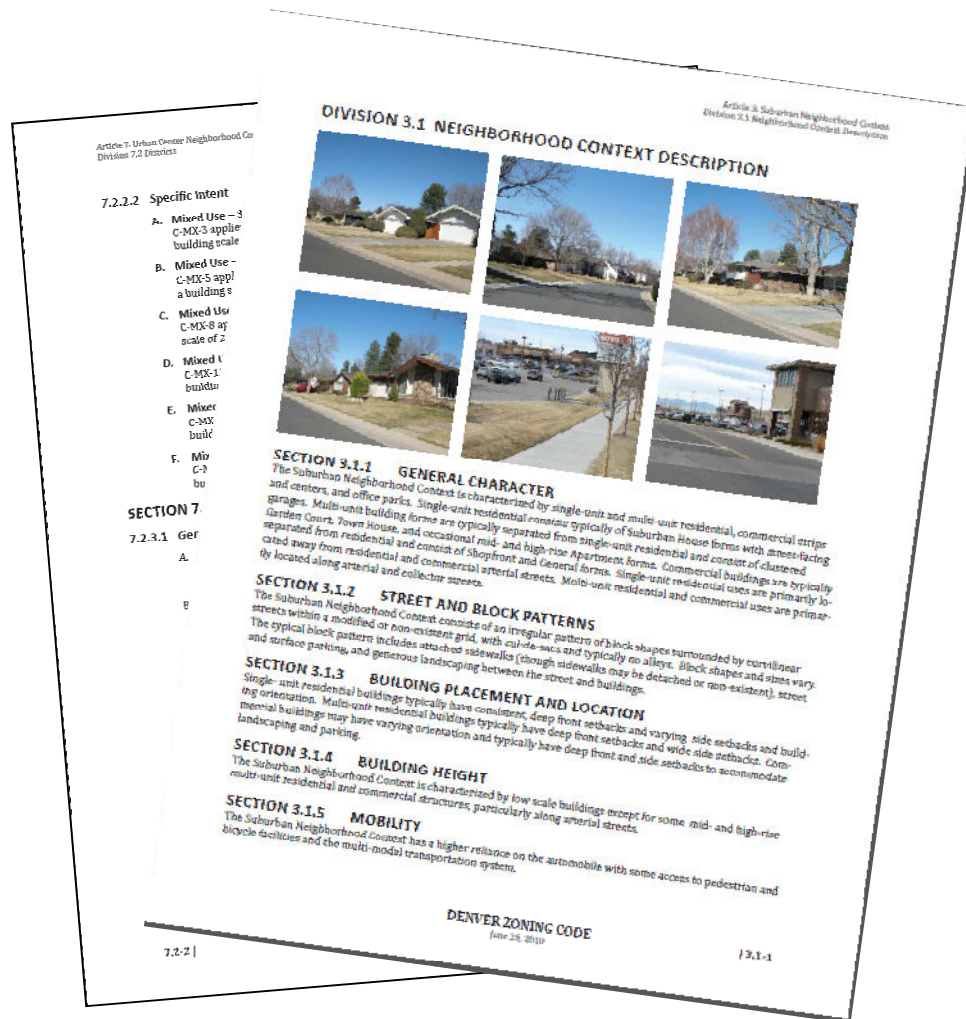 Article 3. Suburban Neighborhood Context
Division 3.1 Neighborhood Context Description
DIVISION 3.1 NEIGHBORHOOD CONTEXT DESCRIPTION
SECTION 3.1.1 GENERAL CHARACTER
The Suburban Neighborhood Context is characterized by single-unit and multi-unit residential, commercial strips
and centers, and office parks. Single-unit residential consists typically of Suburban House forms with street-facing
garages. Multi-unit building forms are typically separated from single-unit residential and consist of clustered
Garden Court, Town House, and occasional mid- and high-rise Apartment forms. Commercial buildings are typically
separated from residential and consist of Shopfront and General forms. Single-unit residential uses are primarily lo-
cated away from residential and commercial arterial streets. Multi-unit residential and commercial uses are primar-
ily located along arterial and collector streets.
SECTION 3.1.2 STREET AND BLOCK PATTERNS
The Suburban Neighborhood Context consists of an irregular pattern of block shapes surrounded by curvilinear
streets within a modified or non-existent grid, with cul-de-sacs and typically no alleys. Block shapes and sizes vary.
The typical block pattern includes attached sidewalks (though sidewalks may be detached or non-existent), street
and surface parking, and generous landscaping between the street and buildings.
SECTION 3.1.3 BUILDING PLACEMENT AND LOCATION
Single- unit residential buildings typically have consistent, deep front setbacks and varying side setbacks and build-
ing orientation. Multi-unit residential buildings typically have deep front setbacks and wide side setbacks. Com-
mercial buildings may have varying orientation and typically have deep front and side setbacks to accommodate
landscaping and parking.
SECTION 3.1.4 BUILDING HEIGHT
The Suburban Neighborhood Context is characterized by low scale buildings except for some mid- and high-rise
multi-unit residential and commercial structures, particularly along arterial streets.
SECTION 3.1.5 MOBILITY
The Suburban Neighborhood Context has a higher reliance on the automobile with some access to pedestrian and
bicycle facilities and the multi-modal transportation system.
DENVER ZONING CODE
June 25, 2010
| 3.1-1
Article 7. Urban Center Neighborhood Co
Division 7.2 Districts
7.2.2.2 Specific Intent
A. Mixed Use – 3
C-MX-3 applie
building scale
B. Mixed Use –
C-MX-5 appl
a building s
C. Mixed Use
C-MX-8 ap
scale of 2
D. Mixed U
C-MX-1
buildin
E. Mixed
C-MX
build
F. Mix
C-M
bu
SECTION 7.
7.2.3.1 Ger
A.
B
7.2-2 |